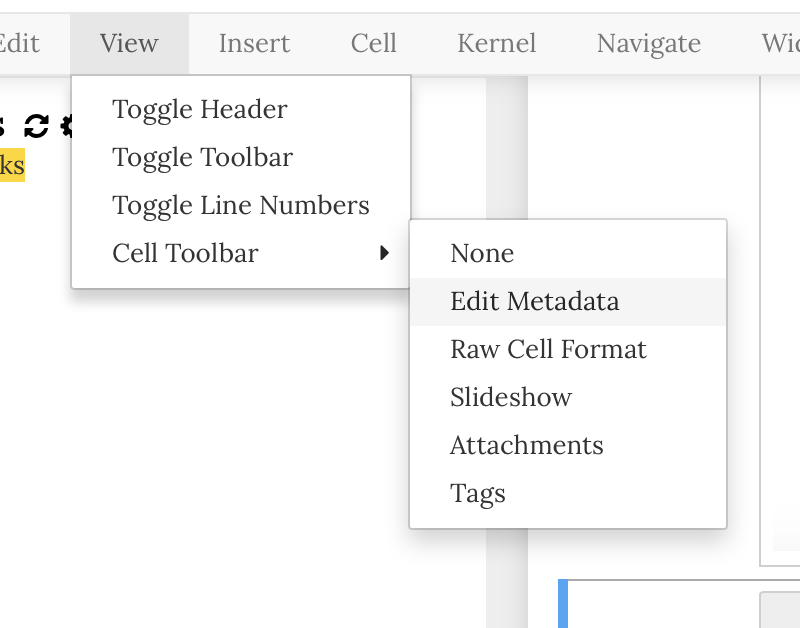 Edit View Insert Cell Kernel Navigate
Toggle Header
ks
Toggle Toolbar
Toggle Line Numbers
Cell Toolbar
None
Edit Metadata
Raw Cell Format
Slideshow
Attachments
Tags